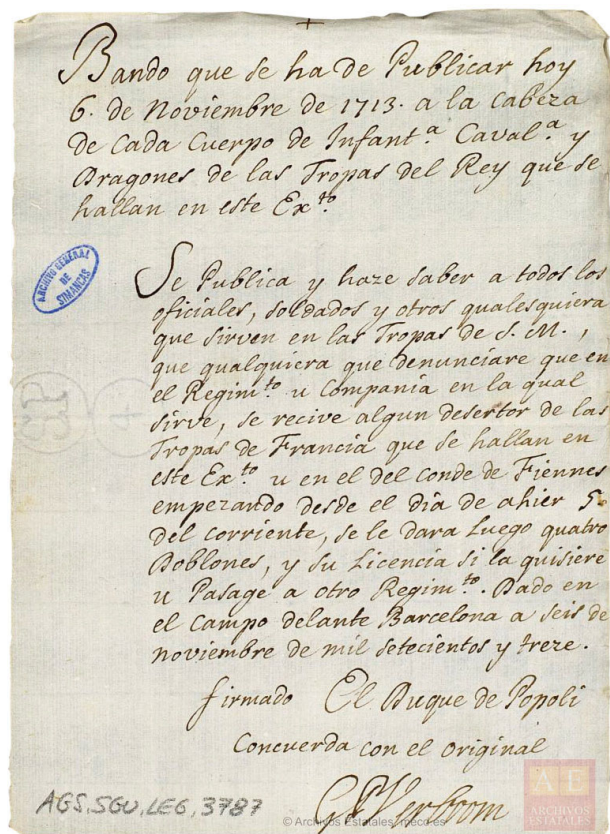 Bando que se ha de Publicar hoy
6. de Noviembre de 1713. a la Cabeza
de Cada Cuerpo de Infant.ª Caval.ª y
Dragones de las Tropas del Rey que se
hallan en este Ex.to
ARCHIVO GENERAL
DE
SIMANCAS
Se Publica y haze saber a todos los
oficiales, soldados y otros qualesquiera
que sirven en las Tropas de S. M.,
que qualquiera que denunciare que en
el Regim.to u Compania en la qual
sirve, se recive algun desertor de las
Tropas de Francia que se hallan en
este Ex.to u en el del Conde de Fiennes
empezando desde el dia de ahier 5
del corriente, se le dara Luego quatro
Doblones, y su Licencia si la quisiere
u Pasage a otro Regim.to. Dado en
el Campo delante Barcelona a seis de
noviembre de mil setecientos y treze.
firmado El Duque de Popoli
Concuerda con el original
Verboom
AGS, SGU, LEG, 3787
© Archivos Estatales, mecd.es
AE
ARCHIVOS
ESTATALES